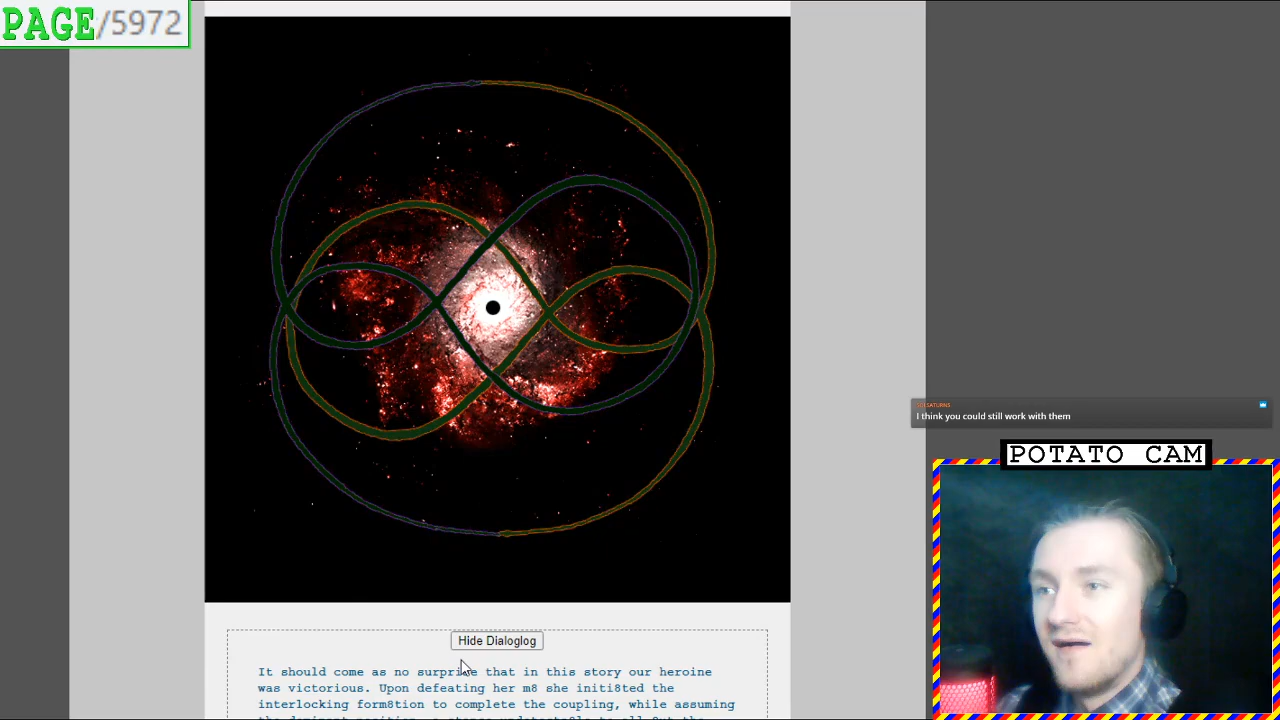 PAGE/5972
I think you could still work with them
POTATO CAM
Hide Dialoglog
It should come as no surprise that in this story our heroine
was victorious. Upon defeating her m8 she initi8ted the
interlocking form8tion to complete the coupling, while assuming